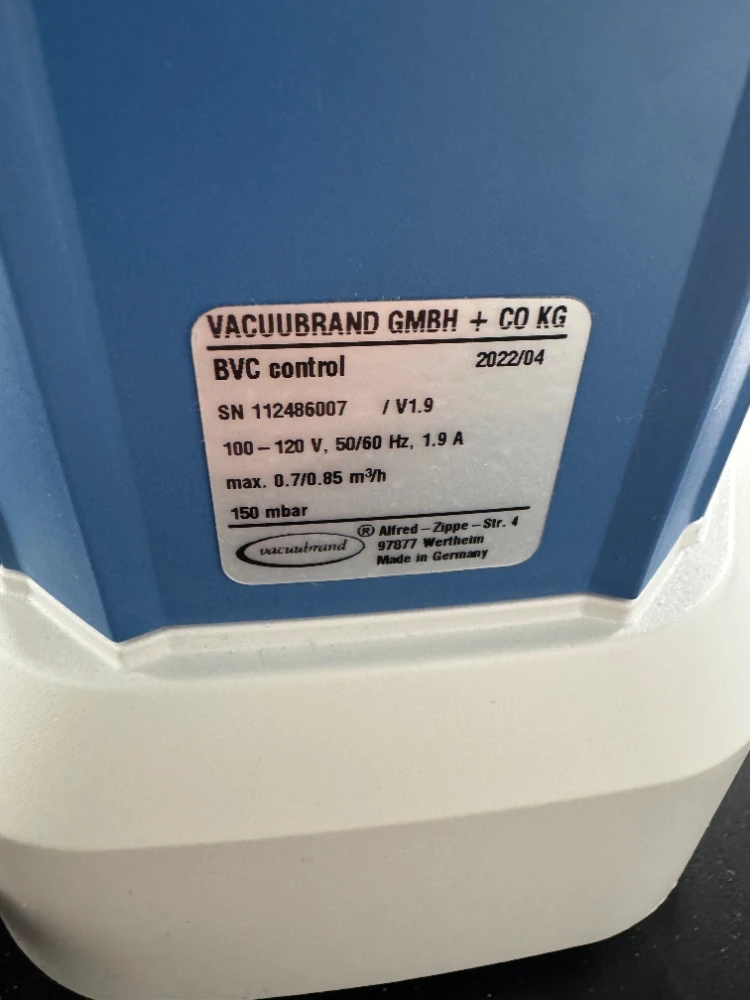 VACUUBRAND GMBH + CO KG
BVC control 2022/04
SN 112486007 / V1.9
100 – 120 V, 50/60 Hz, 1.9 A
max. 0.7/0.85 m³/h
150 mbar
vacuubrand ® Alfred – Zippe – Str. 4
97877 Wertheim
Made in Germany